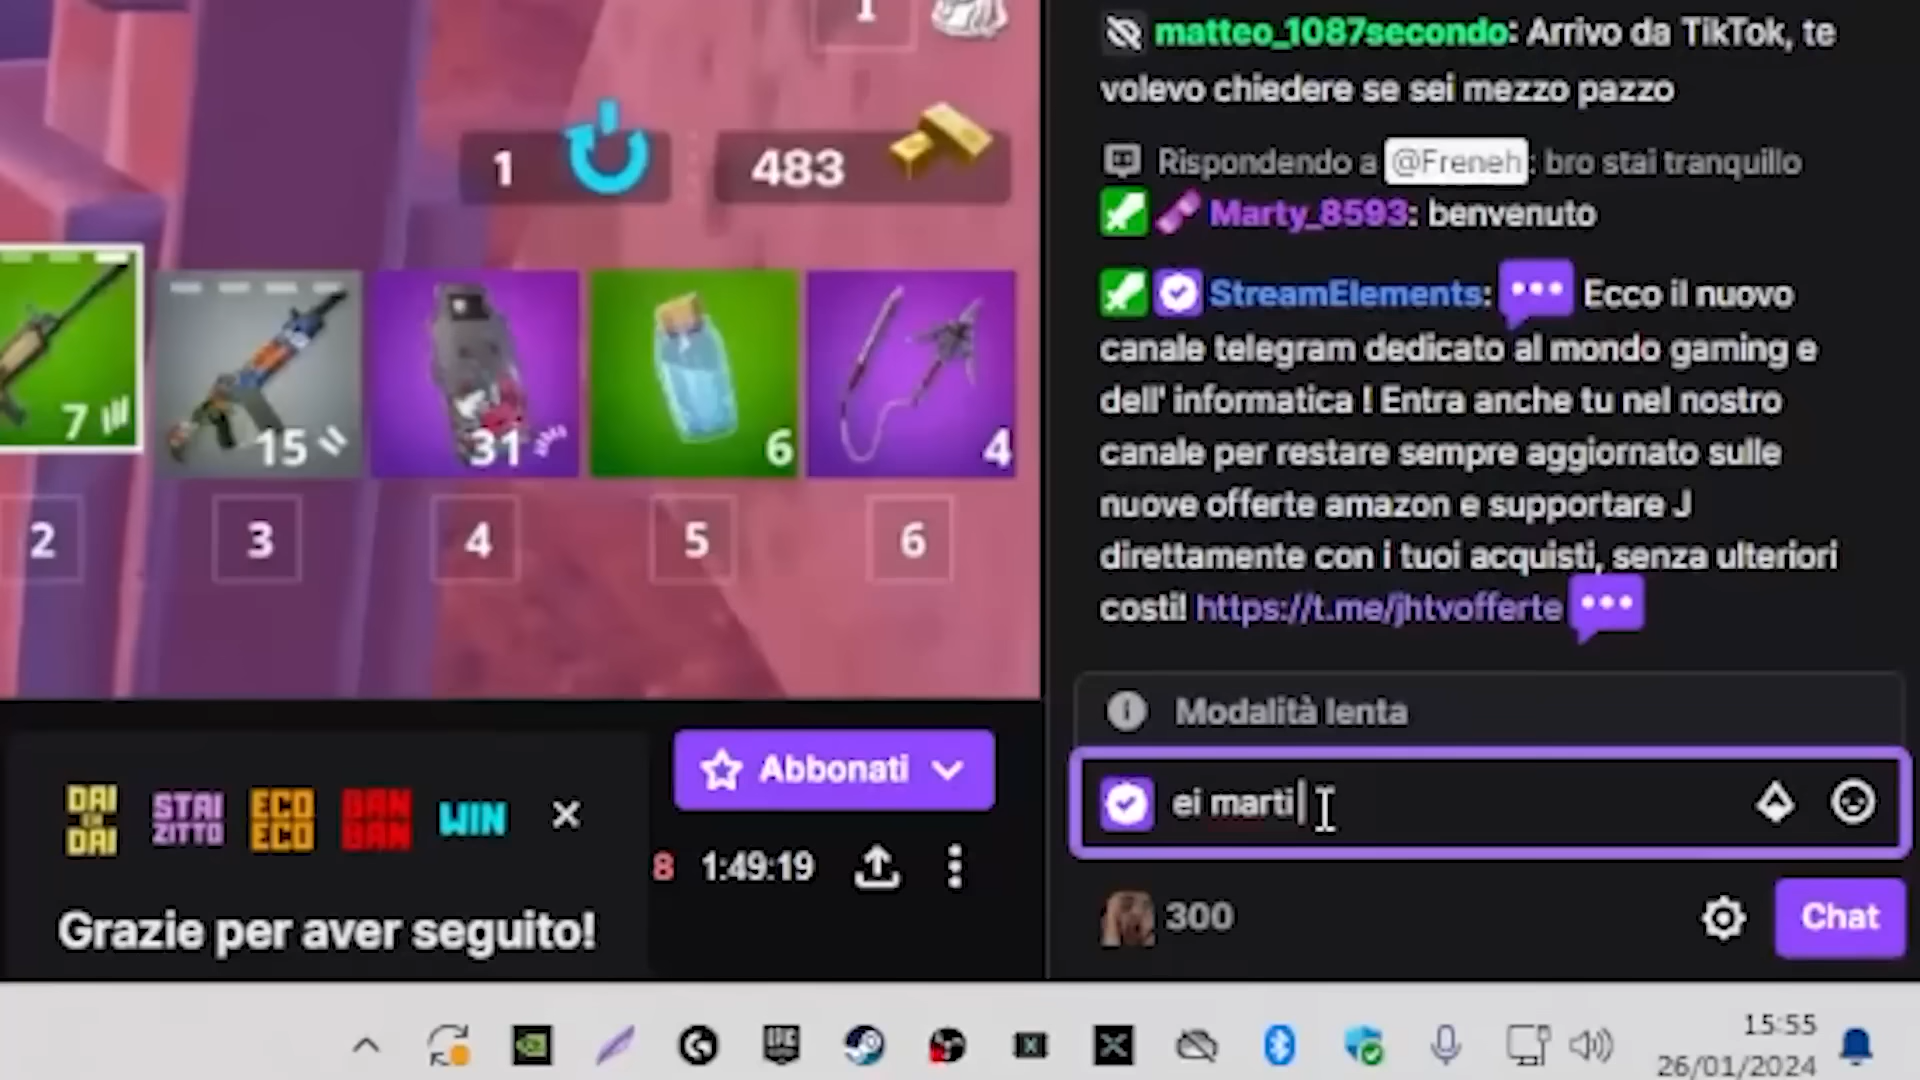 1
matteo_1087secondo: Arrivo da TikTok, te
volevo chiedere se sei mezzo pazzo
1
483
Rispondendo a @Freneh: bro stai tranquillo
Marty_8593: benvenuto
StreamElements: Ecco il nuovo
canale telegram dedicato al mondo gaming e
dell' informatica ! Entra anche tu nel nostro
canale per restare sempre aggiornato sulle
nuove offerte amazon e supportare J
direttamente con i tuoi acquisti, senza ulteriori
costi! https://t.me/jhtvofferte
7
15
31
6
4
2
3
4
5
6
Modalità lenta
Abbonati
ei marti
DAI
DAI
STAI
ZITTO
ECO
ECO
BAN
BAN
WIN
8 1:49:19
Grazie per aver seguito!
300
Chat
EPIC
15:55
26/01/2024